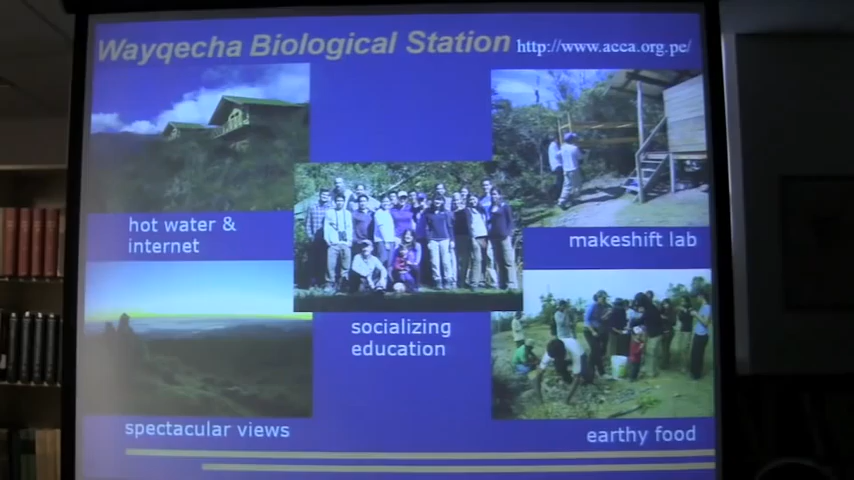 Wayqecha Biological Station http://www.acca.org.pe/
hot water &
internet
makeshift lab
socializing
education
spectacular views
earthy food